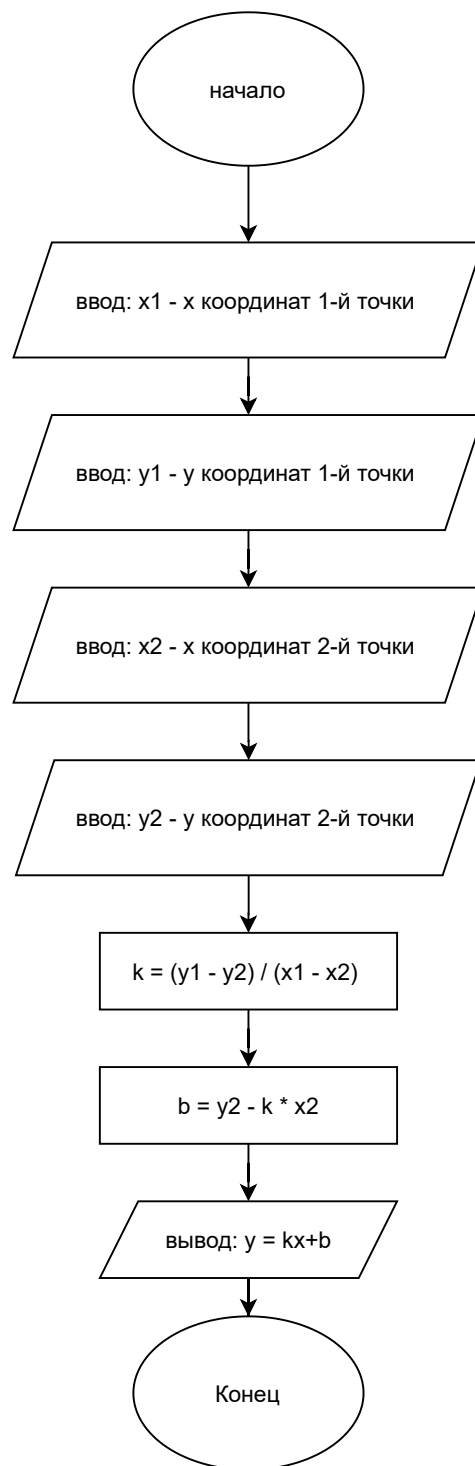 начало
ввод: x1 - x координат 1-й точки
ввод: y1 - y координат 1-й точки
ввод: x2 - x координат 2-й точки
ввод: y2 - y координат 2-й точки
k = (y1 - y2) / (x1 - x2)
b = y2 - k * x2
вывод: y = kx+b
Конец